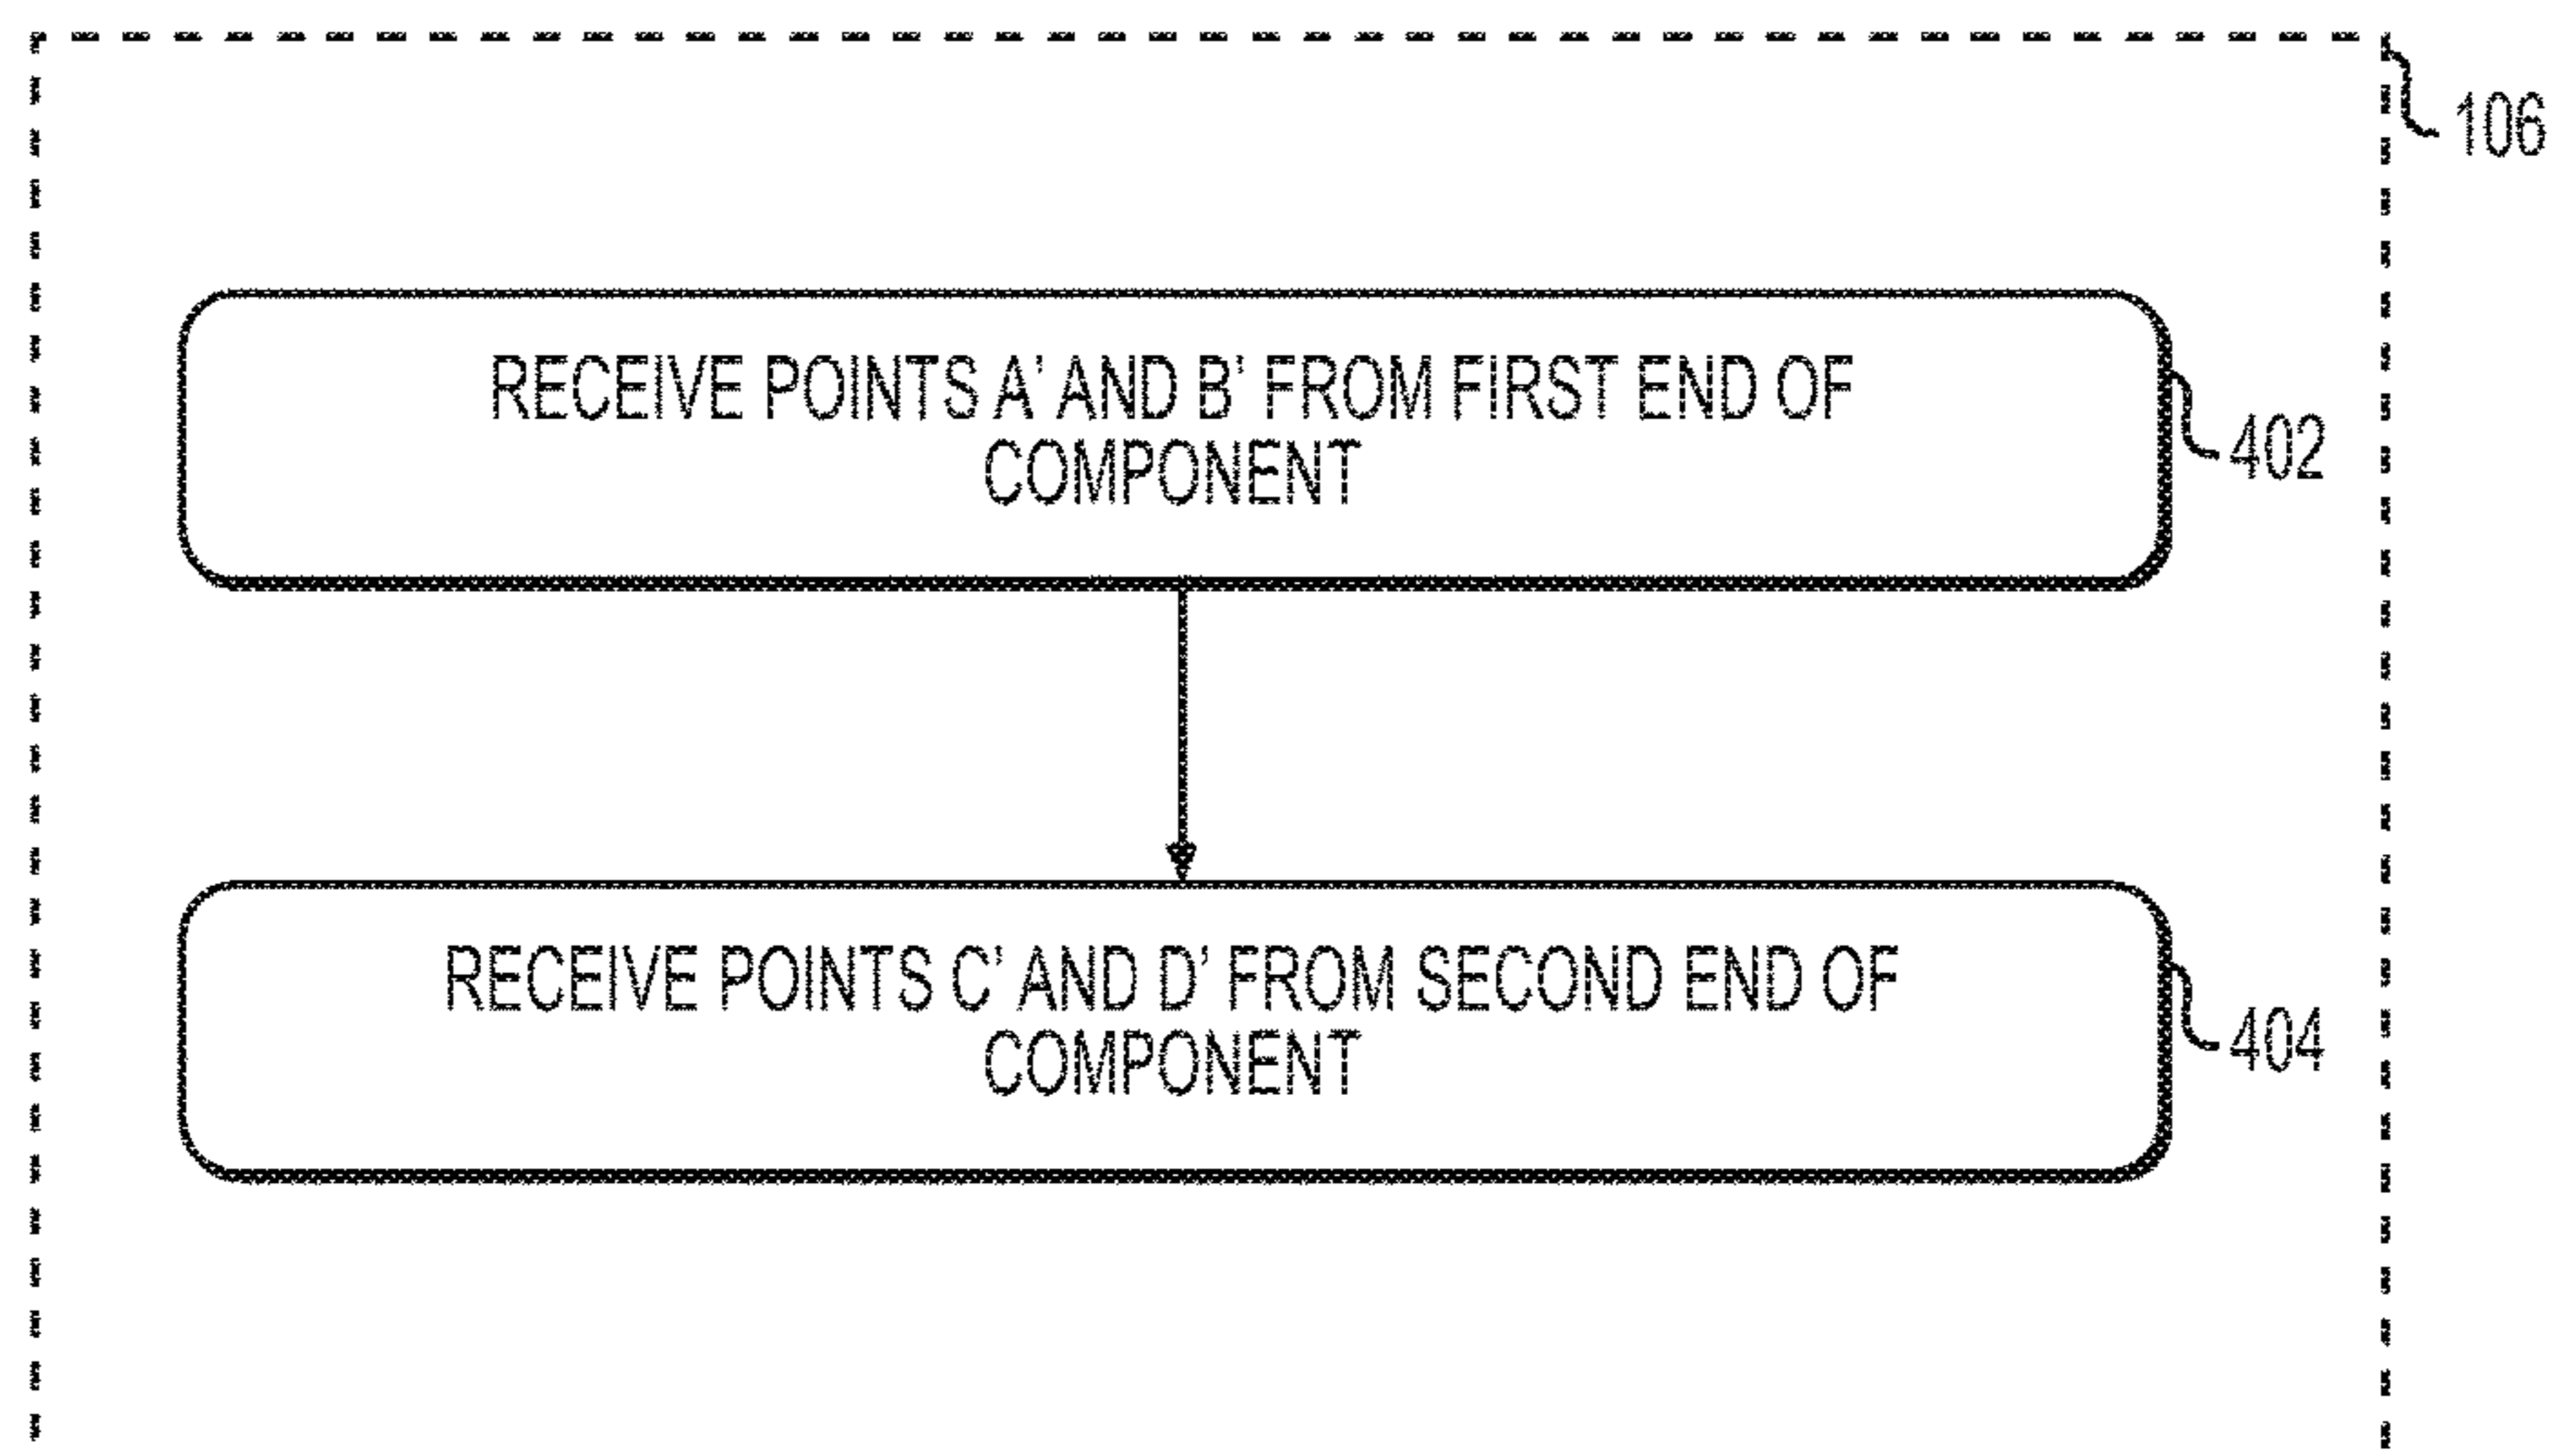 106
RECEIVE POINTS A' AND B' FROM FIRST END OF
COMPONENT
402
RECEIVE POINTS C' AND D' FROM SECOND END OF
COMPONENT
404